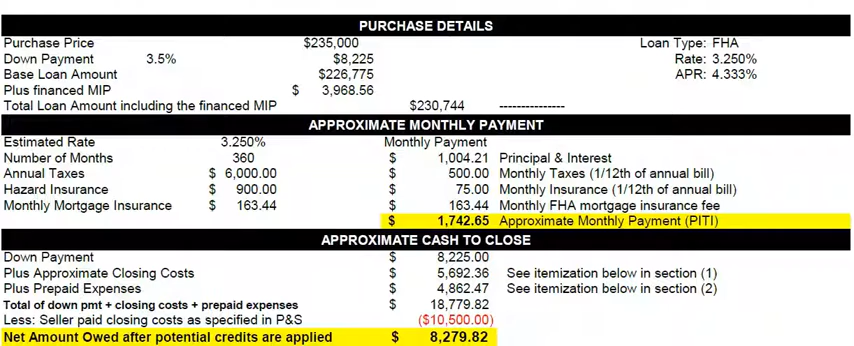 PURCHASE DETAILS
Purchase Price $235,000 Loan Type: FHA
Down Payment 3.5% $8,225 Rate: 3.250%
Base Loan Amount $226,775 APR: 4.333%
Plus financed MIP $ 3,968.56
Total Loan Amount including the financed MIP $230,744 ---------------
APPROXIMATE MONTHLY PAYMENT
Estimated Rate 3.250% Monthly Payment
Number of Months 360 $ 1,004.21 Principal & Interest
Annual Taxes $ 6,000.00 $ 500.00 Monthly Taxes (1/12th of annual bill)
Hazard Insurance $ 900.00 $ 75.00 Monthly Insurance (1/12th of annual bill)
Monthly Mortgage Insurance $ 163.44 $ 163.44 Monthly FHA mortgage insurance fee
$ 1,742.65 Approximate Monthly Payment (PITI)
APPROXIMATE CASH TO CLOSE
Down Payment $ 8,225.00
Plus Approximate Closing Costs $ 5,692.36 See itemization below in section (1)
Plus Prepaid Expenses $ 4,862.47 See itemization below in section (2)
Total of down pmt + closing costs + prepaid expenses $ 18,779.82
Less: Seller paid closing costs as specified in P&S ($10,500.00)
Net Amount Owed after potential credits are applied $ 8,279.82